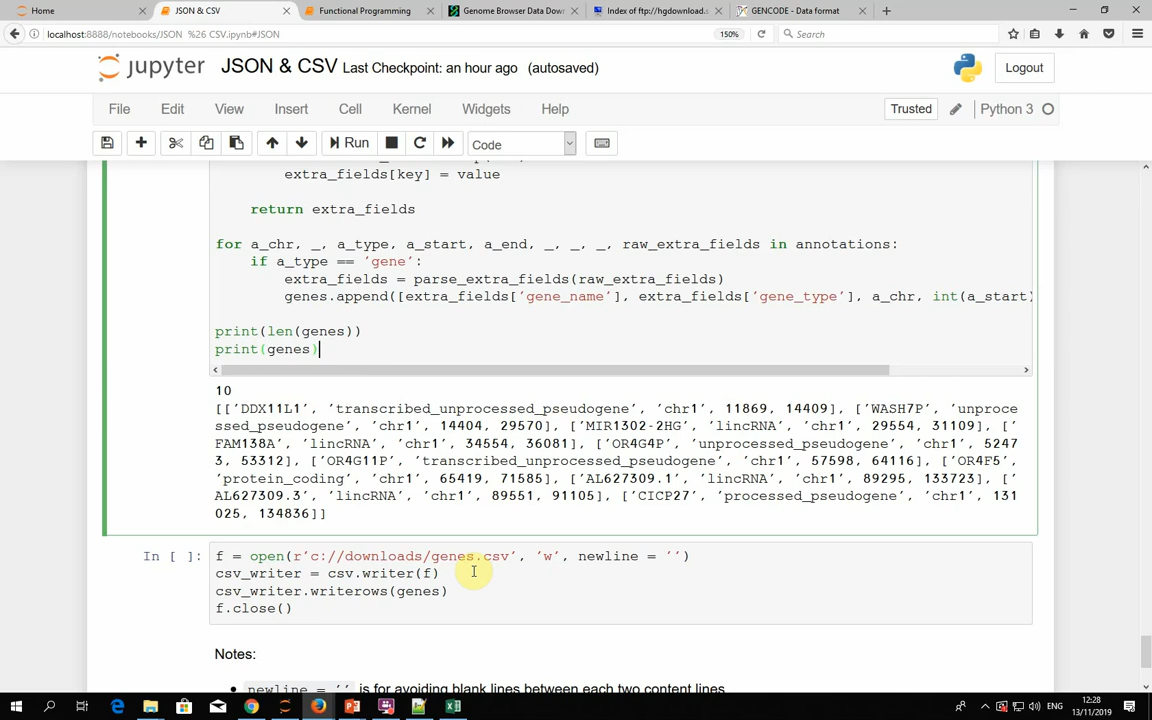 Home
JSON & CSV
Functional Programming
Genome Browser Data Dow
Index of ftp://hgdownload.s
GENCODE - Data format
localhost:8888/notebooks/JSON %26 CSV.ipynb#JSON
150%
Search
jupyter JSON & CSV Last Checkpoint: an hour ago (autosaved)
Logout
File Edit View Insert Cell Kernel Widgets Help
Trusted
Python 3
Run
Code
extra_fields[key] = value
return extra_fields
for a_chr, _, a_type, a_start, a_end, _, _, _, raw_extra_fields in annotations:
if a_type == 'gene':
extra_fields = parse_extra_fields(raw_extra_fields)
genes.append([extra_fields['gene_name'], extra_fields['gene_type'], a_chr, int(a_start)
print(len(genes))
print(genes)
10
[['DDX11L1', 'transcribed_unprocessed_pseudogene', 'chr1', 11869, 14409], ['WASH7P', 'unproce
ssed_pseudogene', 'chr1', 14404, 29570], ['MIR1302-2HG', 'lincRNA', 'chr1', 29554, 31109], ['
FAM138A', 'lincRNA', 'chr1', 34554, 36081], ['OR4G4P', 'unprocessed_pseudogene', 'chr1', 5247
3, 53312], ['OR4G11P', 'transcribed_unprocessed_pseudogene', 'chr1', 57598, 64116], ['OR4F5',
'protein_coding', 'chr1', 65419, 71585], ['AL627309.1', 'lincRNA', 'chr1', 89295, 133723], ['
AL627309.3', 'lincRNA', 'chr1', 89551, 91105], ['CICP27', 'processed_pseudogene', 'chr1', 131
025, 134836]]
In [ ]:
f = open(r'c://downloads/genes.csv', 'w', newline = '')
csv_writer = csv.writer(f)
csv_writer.writerows(genes)
f.close()
Notes:
newline = '' is for avoiding blank lines between each two content lines
ENG
12:28
13/11/2019